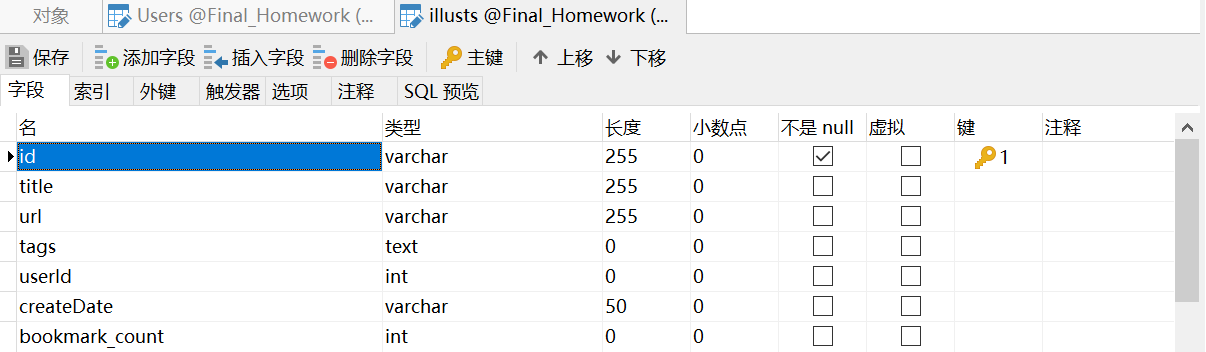 对象 Users @Final_Homework (... illusts @Final_Homework (...
保存 添加字段 插入字段 删除字段 主键 上移 下移
字段 索引 外键 触发器 选项 注释 SQL 预览
名 类型 长度 小数点 不是 null 虚拟 键 注释
id varchar 255 0 1
title varchar 255 0
url varchar 255 0
tags text 0 0
userId int 0 0
createDate varchar 50 0
bookmark_count int 0 0